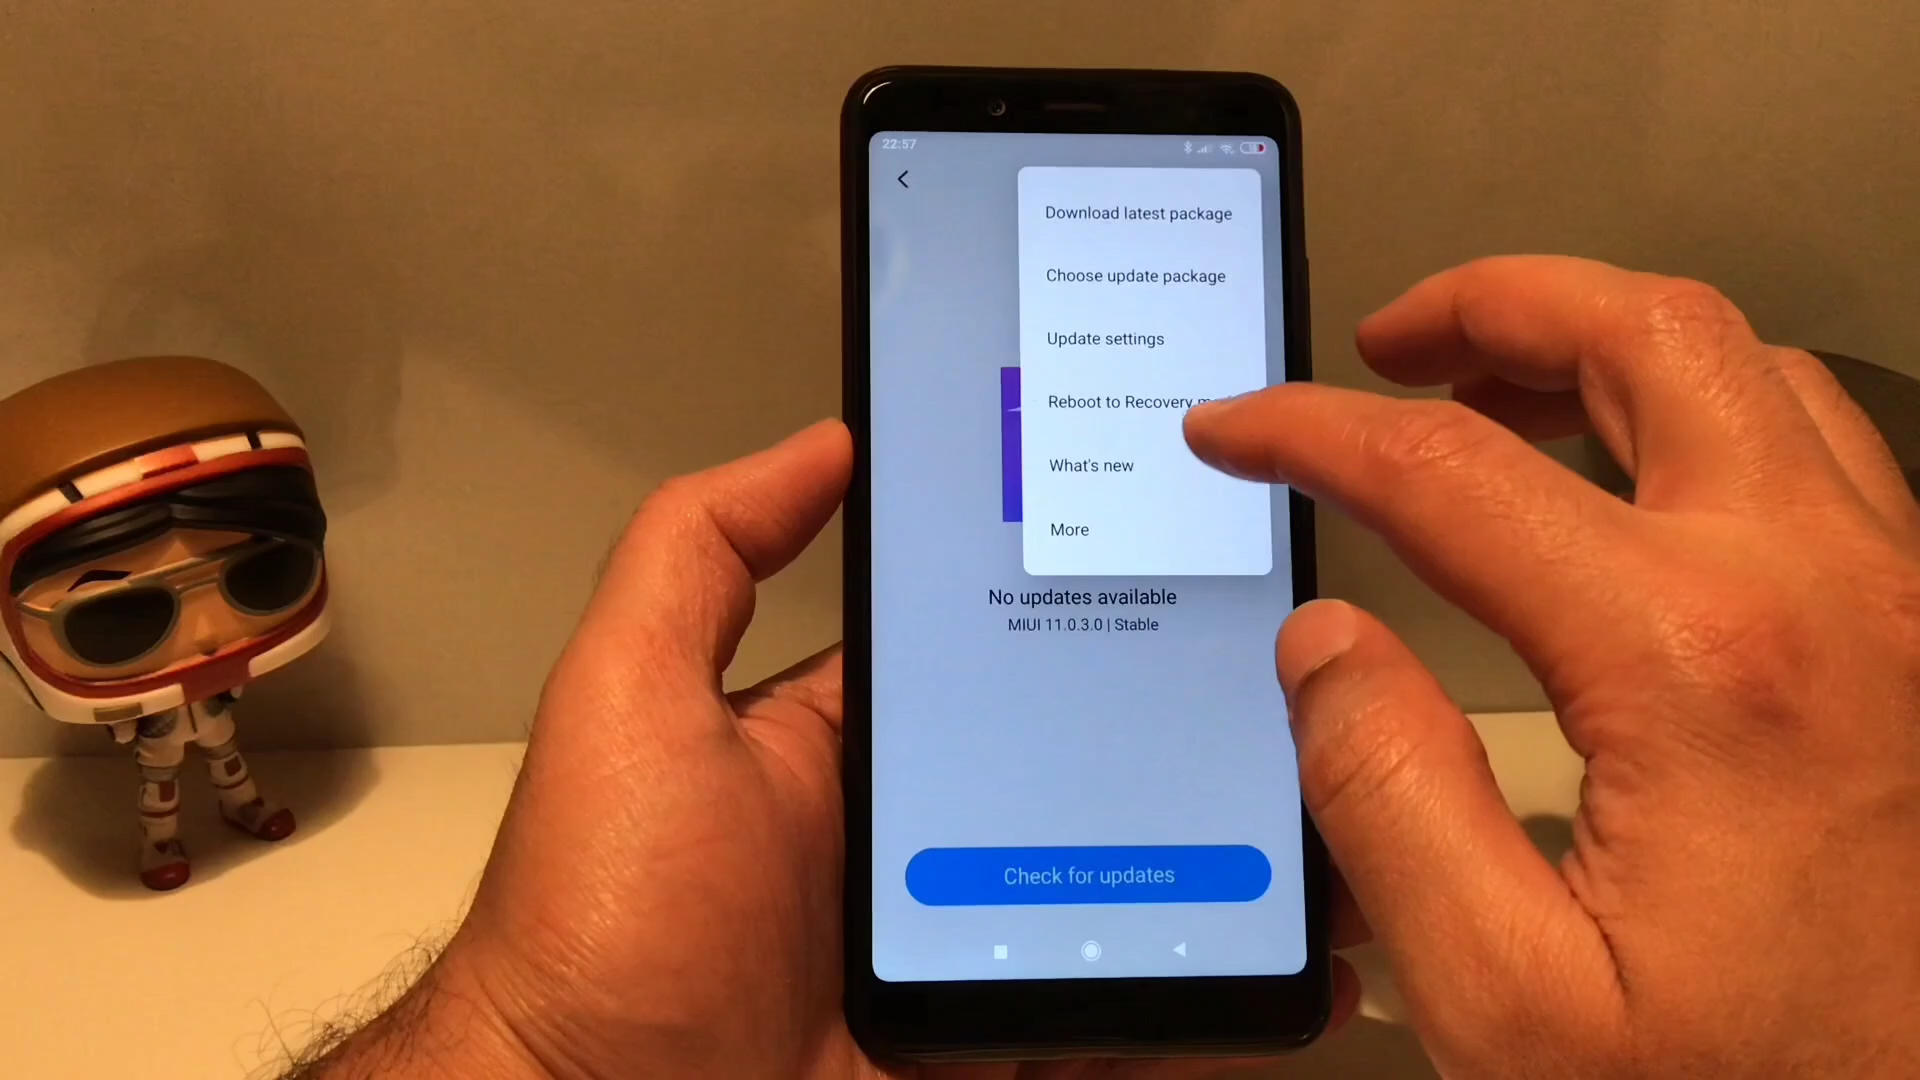 22:57
Download latest package
Choose update package
Update settings
Reboot to Recovery
What's new
More
No updates available
MIUI 11.0.3.0 | Stable
Check for updates